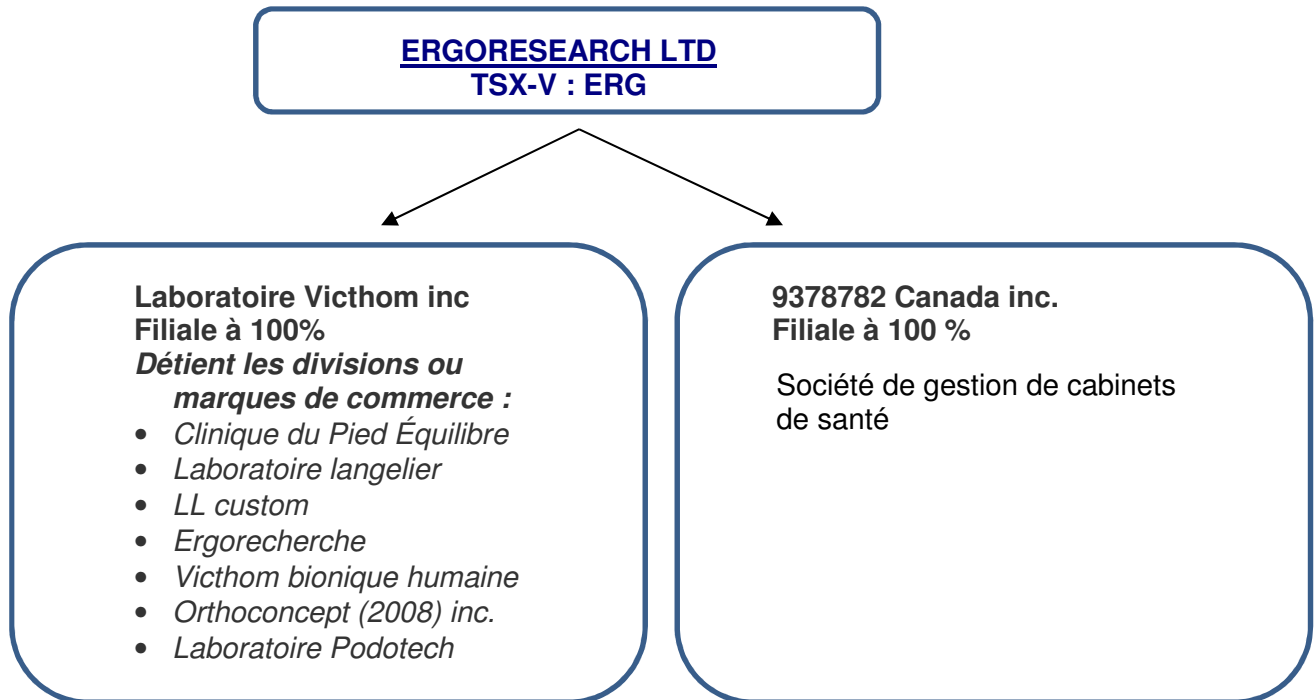 ERGORESEARCH LTD
TSX-V : ERG
Laboratoire Victhom inc
Filiale à 100%
Détient les divisions ou
marques de commerce :
• Clinique du Pied Équilibre
• Laboratoire langelier
• LL custom
• Ergorecherche
• Victhom bionique humaine
• Orthoconcept (2008) inc.
• Laboratoire Podotech
9378782 Canada inc.
Filiale à 100 %
Société de gestion de cabinets
de santé